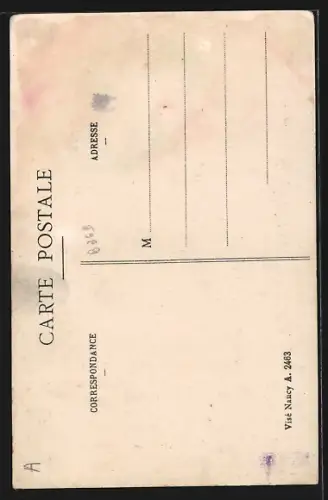 CARTE POSTALE
CORRESPONDANCE
ADRESSE
M
Visé Nancy A. 2463
A